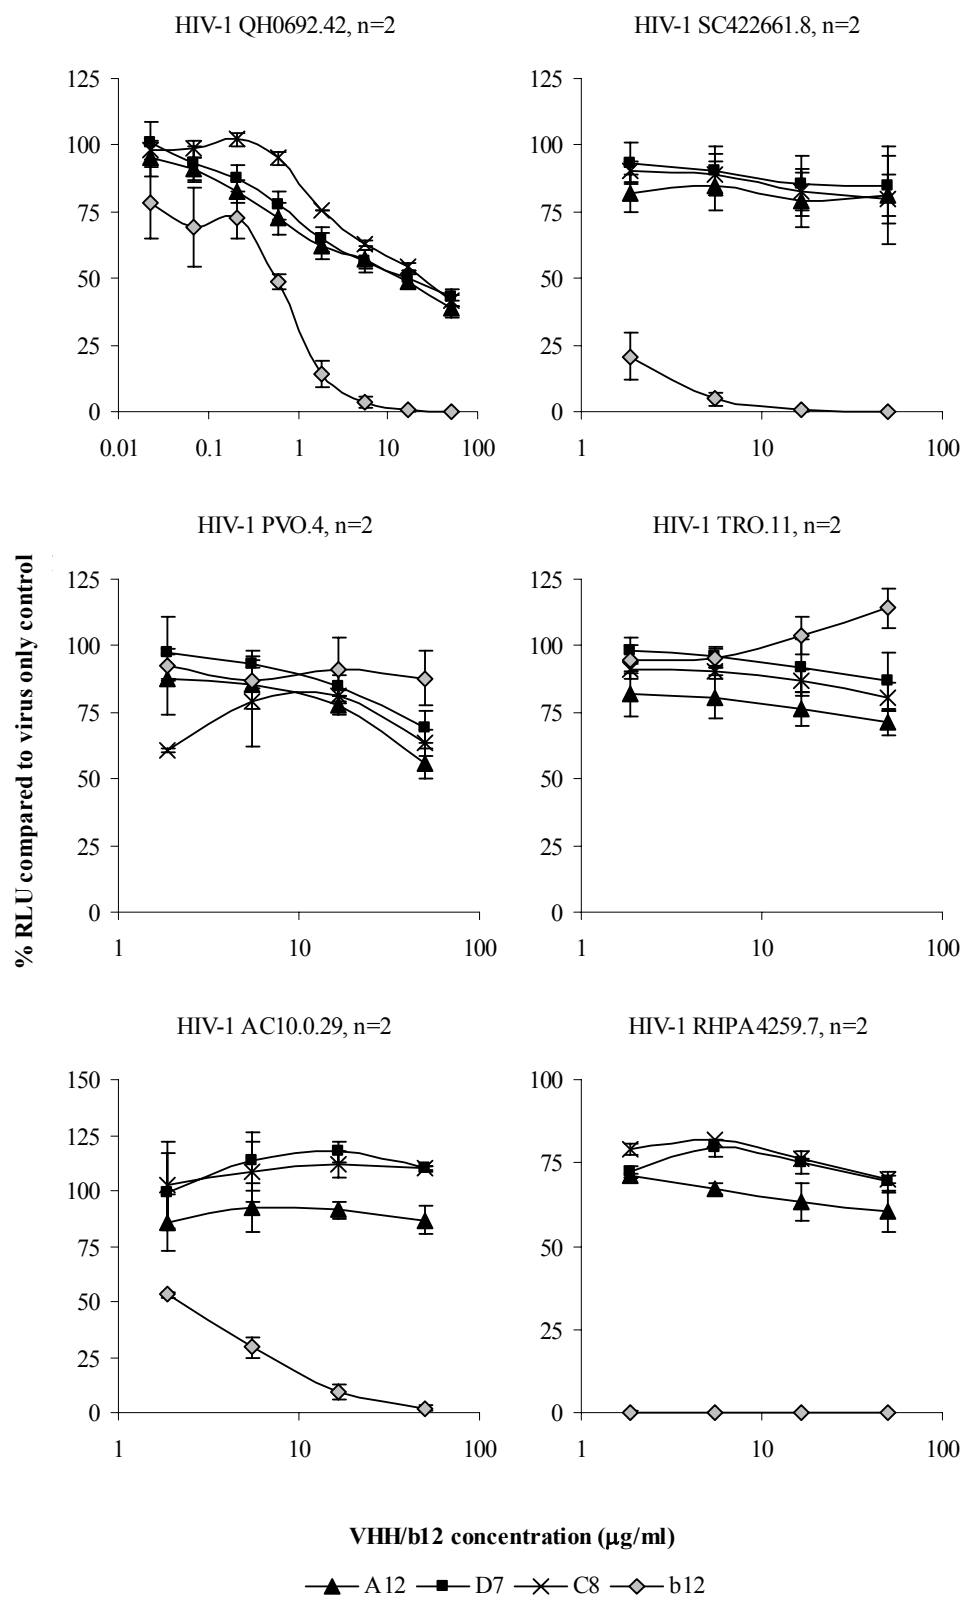 HIV-1 QH0692.42, n=2
125
100
75
50
25
0
0.01 0.1 1 10 100
HIV-1 SC422661.8, n=2
125
100
75
50
25
0
1 10 100
% RLU compared to virus only control
HIV-1 PVO.4, n=2
125
100
75
50
25
0
1 10 100
HIV-1 TRO.11, n=2
125
100
75
50
25
0
1 10 100
HIV-1 AC10.0.29, n=2
150
125
100
75
50
25
0
1 10 100
HIV-1 RHPA4259.7, n=2
100
75
50
25
0
1 10 100
VHH/b12 concentration (µg/ml)
A12 D7 C8 b12